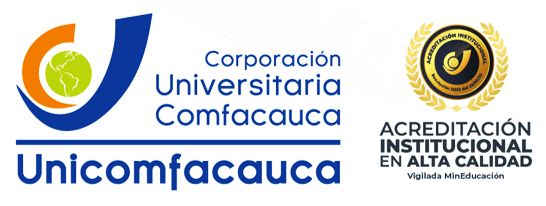 Corporación
Universitaria
Comfacauca
Unicomfacauca
ACREDITACIÓN INSTITUCIONAL
ACREDITACIÓN
INSTITUCIONAL
EN ALTA CALIDAD
Vigilada MinEducación